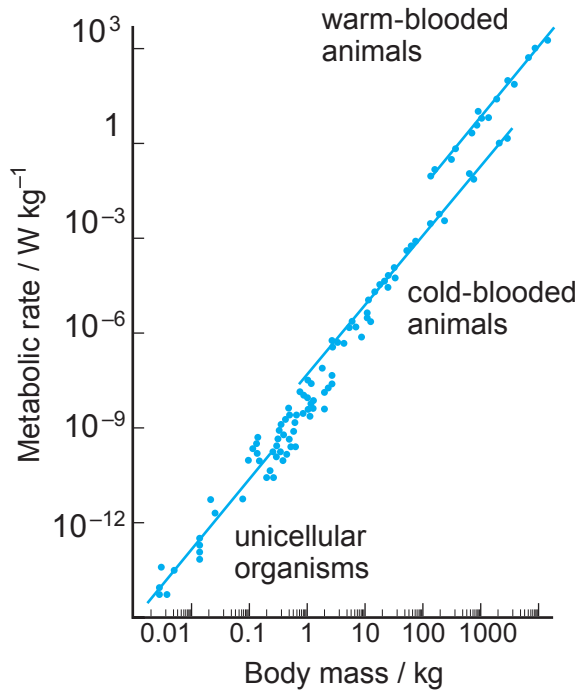 warm-blooded
animals
10³
1
10⁻³
10⁻⁶
10⁻⁹
10⁻¹²
Metabolic rate / W kg⁻¹
cold-blooded
animals
unicellular
organisms
0.01 0.1 1 10 100 1000
Body mass / kg